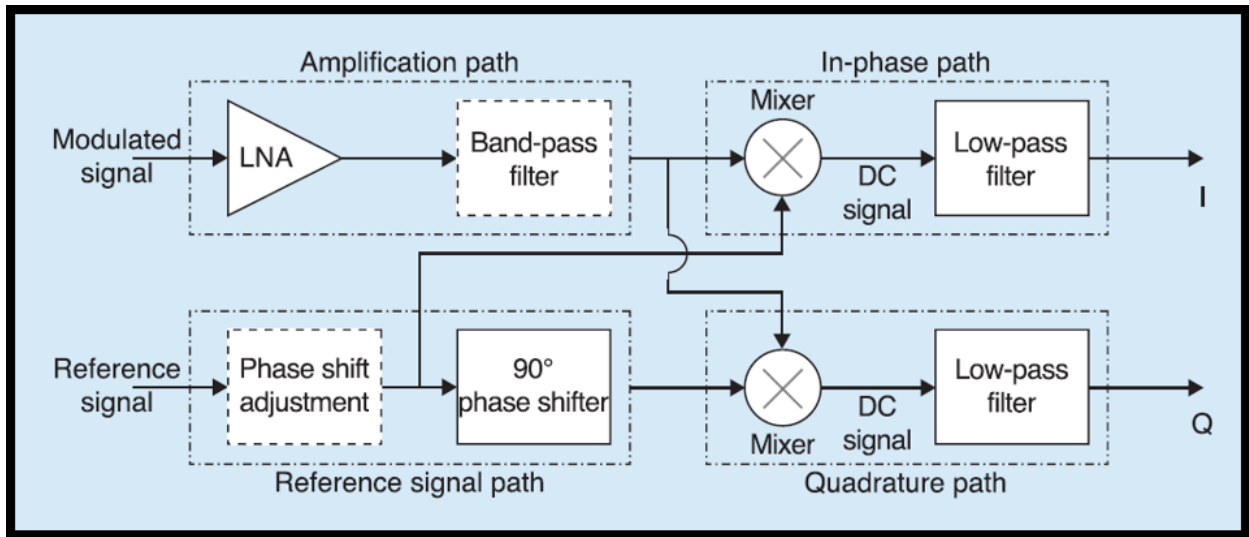 Amplification path
In-phase path
Modulated
signal
LNA
Band-pass
filter
Mixer
DC
signal
Low-pass
filter
I
Reference
signal
Phase shift
adjustment
90°
phase shifter
Mixer
DC
signal
Low-pass
filter
Q
Reference signal path
Quadrature path